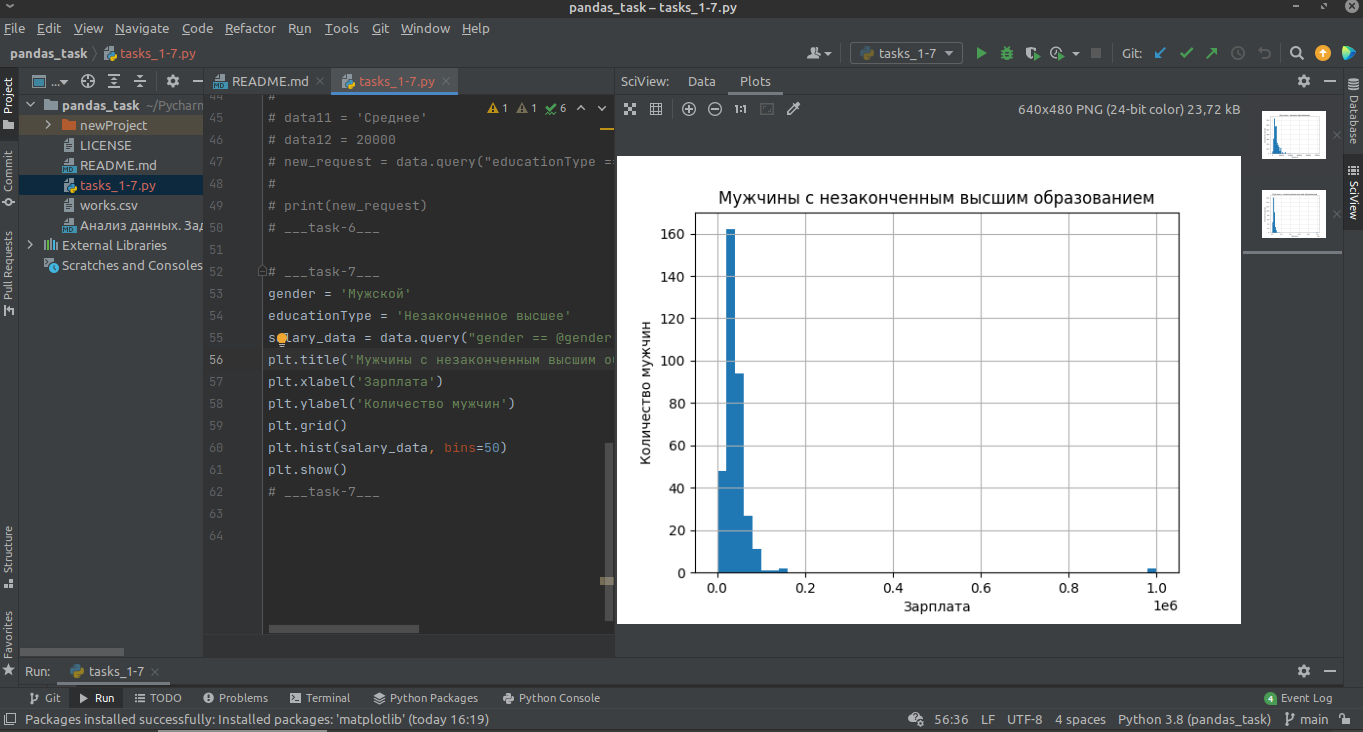 pandas_task – tasks_1-7.py
File Edit View Navigate Code Refactor Run Tools Git Window Help
pandas_task tasks_1-7.py
tasks_1-7
Git:
Project
Commit
Pull Requests
Structure
Favorites
...
pandas_task ~/Pycharm
newProject
LICENSE
README.md
tasks_1-7.py
works.csv
Анализ данных. Зад
External Libraries
Scratches and Consoles
README.md
tasks_1-7.py
1 1 6
44 #
45 # data11 = 'Среднее'
46 # data12 = 20000
47 # new_request = data.query("educationType ==
48 #
49 # print(new_request)
50 # ___task-6___
51
52 # ___task-7___
53 gender = 'Мужской'
54 educationType = 'Незаконченное высшее'
55 salary_data = data.query("gender == @gender
56 plt.title('Мужчины с незаконченным высшим об
57 plt.xlabel('Зарплата')
58 plt.ylabel('Количество мужчин')
59 plt.grid()
60 plt.hist(salary_data, bins=50)
61 plt.show()
62 # ___task-7___
63
64
SciView: Data Plots
1:1
640x480 PNG (24-bit color) 23,72 kB
Мужчины с незаконченным высшим образованием
Количество мужчин
160
140
120
100
80
60
40
20
0
0.0 0.2 0.4 0.6 0.8 1.0
1e6
Зарплата
Database
SciView
Run: tasks_1-7
Git Run TODO Problems Terminal Python Packages Python Console
4 Event Log
Packages installed successfully: Installed packages: 'matplotlib' (today 16:19)
56:36 LF UTF-8 4 spaces Python 3.8 (pandas_task) main